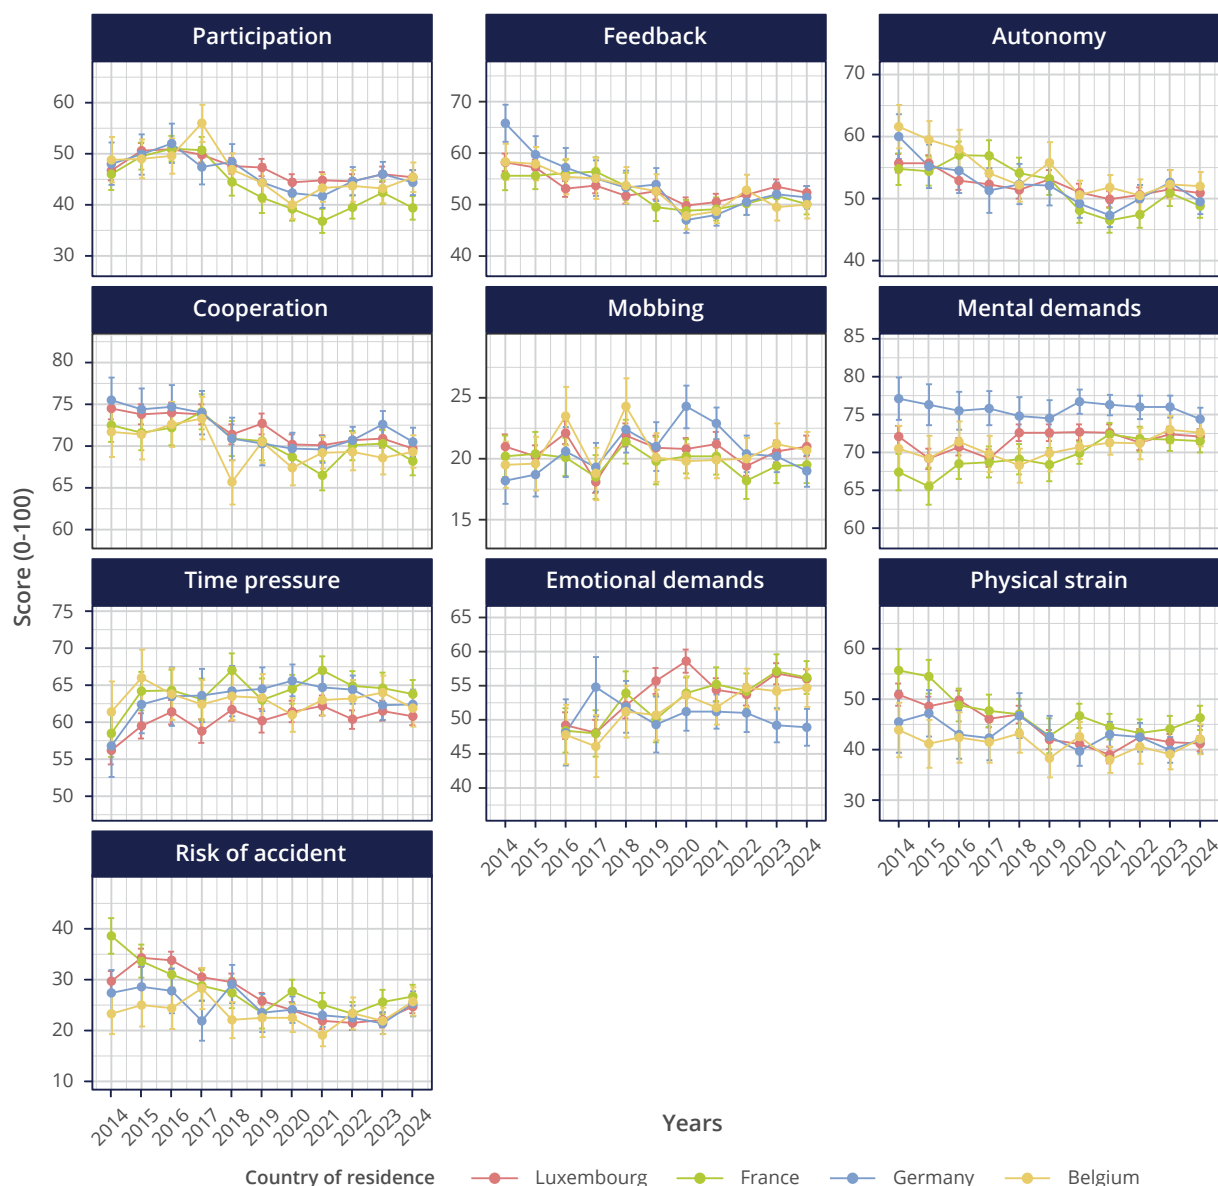 Participation
Feedback
Autonomy
60
50
40
30
70
60
50
40
70
60
50
40
Cooperation
Mobbing
Mental demands
80
75
70
65
60
25
20
15
85
80
75
70
65
60
Time pressure
Emotional demands
Physical strain
75
70
65
60
55
50
65
60
55
50
45
40
60
50
40
30
2014 2015 2016 2017 2018 2019 2020 2021 2022 2023 2024
2014 2015 2016 2017 2018 2019 2020 2021 2022 2023 2024
Risk of accident
40
30
20
10
2014 2015 2016 2017 2018 2019 2020 2021 2022 2023 2024
Score (0-100)
Years
Country of residence Luxembourg France Germany Belgium